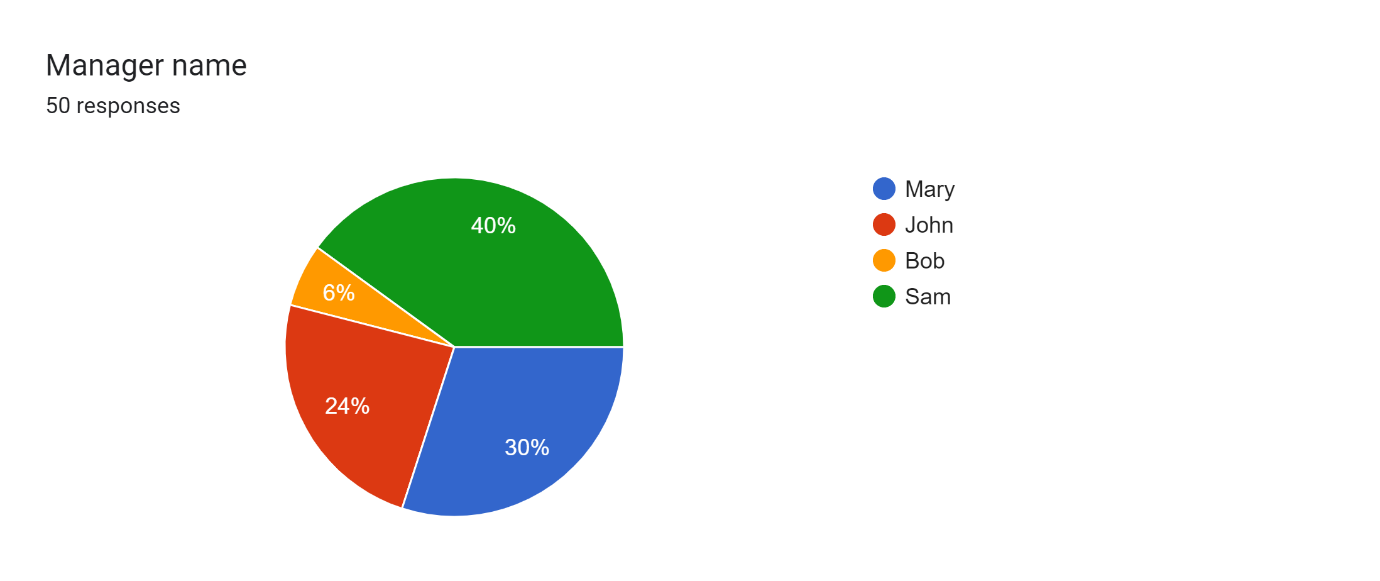 Manager name
50 responses
40%
6%
24%
30%
Mary
John
Bob
Sam